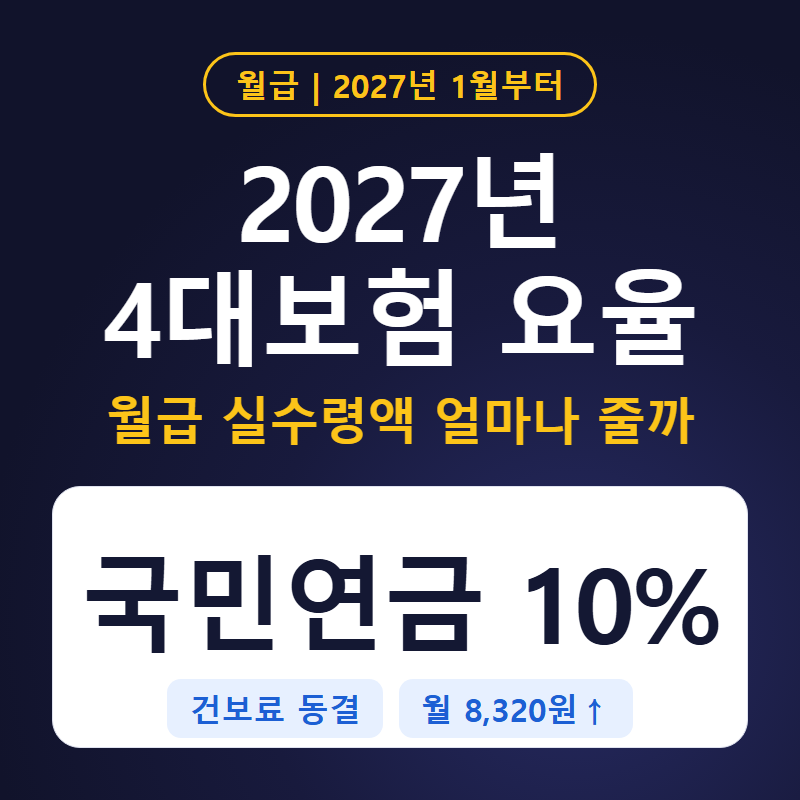 월급 | 2027년 1월부터
2027년
4대보험 요율
월급 실수령액 얼마나 줄까
국민연금 10%
건보료 동결
월 8,320원↑